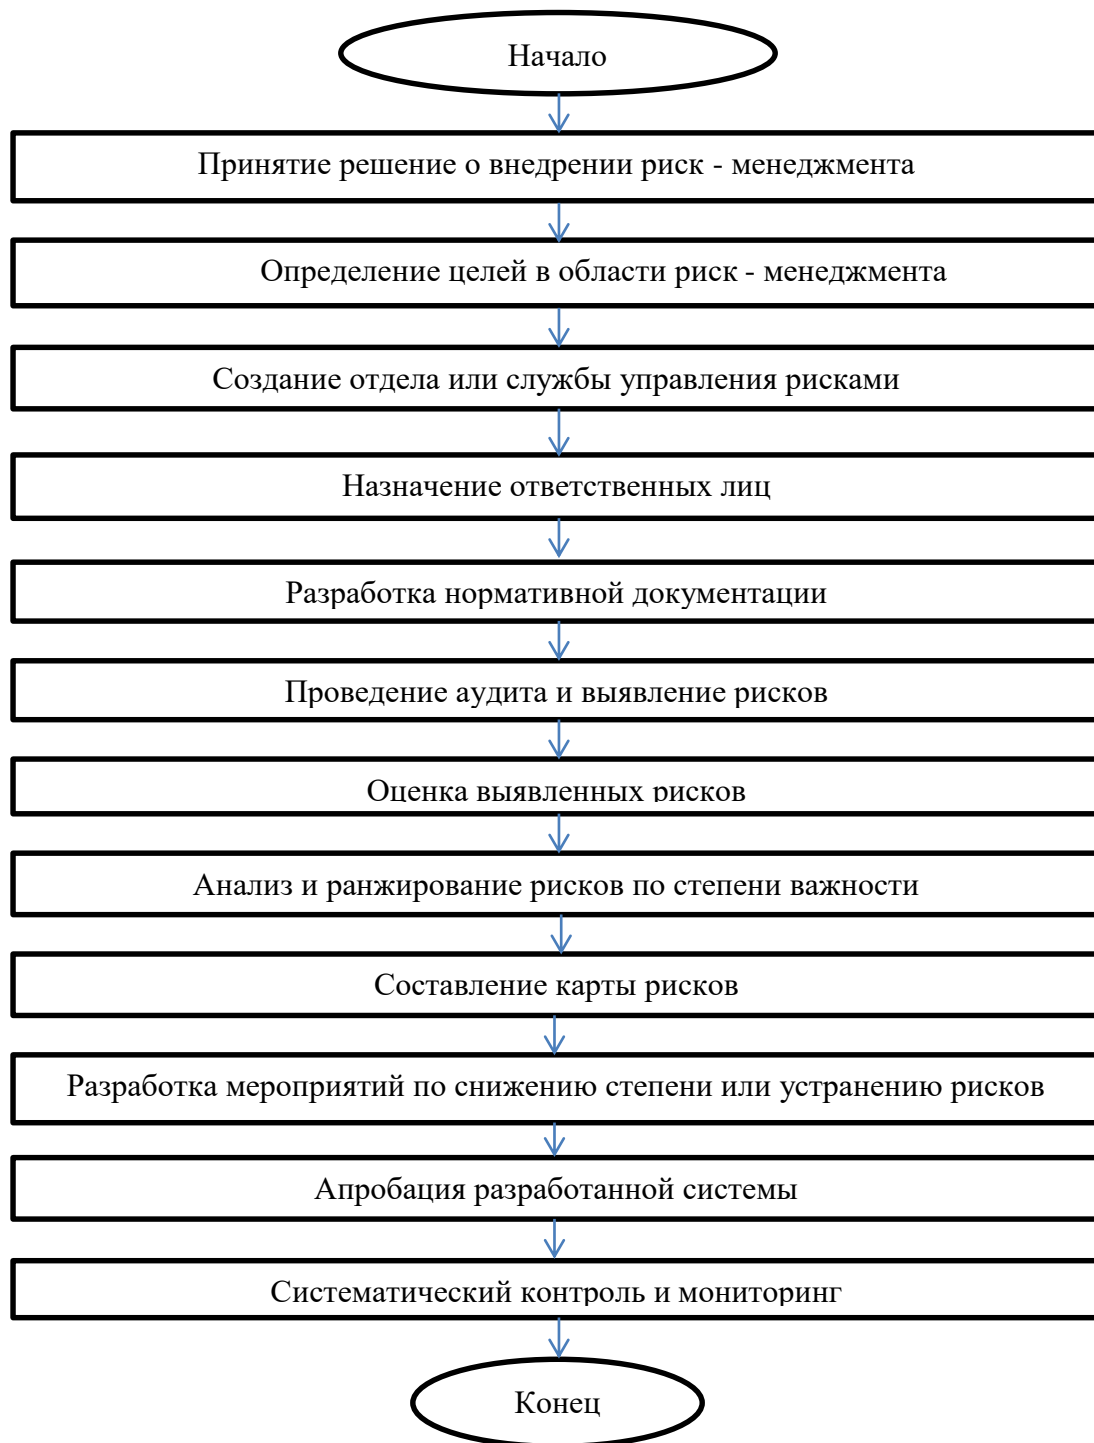 Начало
Принятие решение о внедрении риск - менеджмента
Определение целей в области риск - менеджмента
Создание отдела или службы управления рисками
Назначение ответственных лиц
Разработка нормативной документации
Проведение аудита и выявление рисков
Оценка выявленных рисков
Анализ и ранжирование рисков по степени важности
Составление карты рисков
Разработка мероприятий по снижению степени или устранению рисков
Апробация разработанной системы
Систематический контроль и мониторинг
Конец